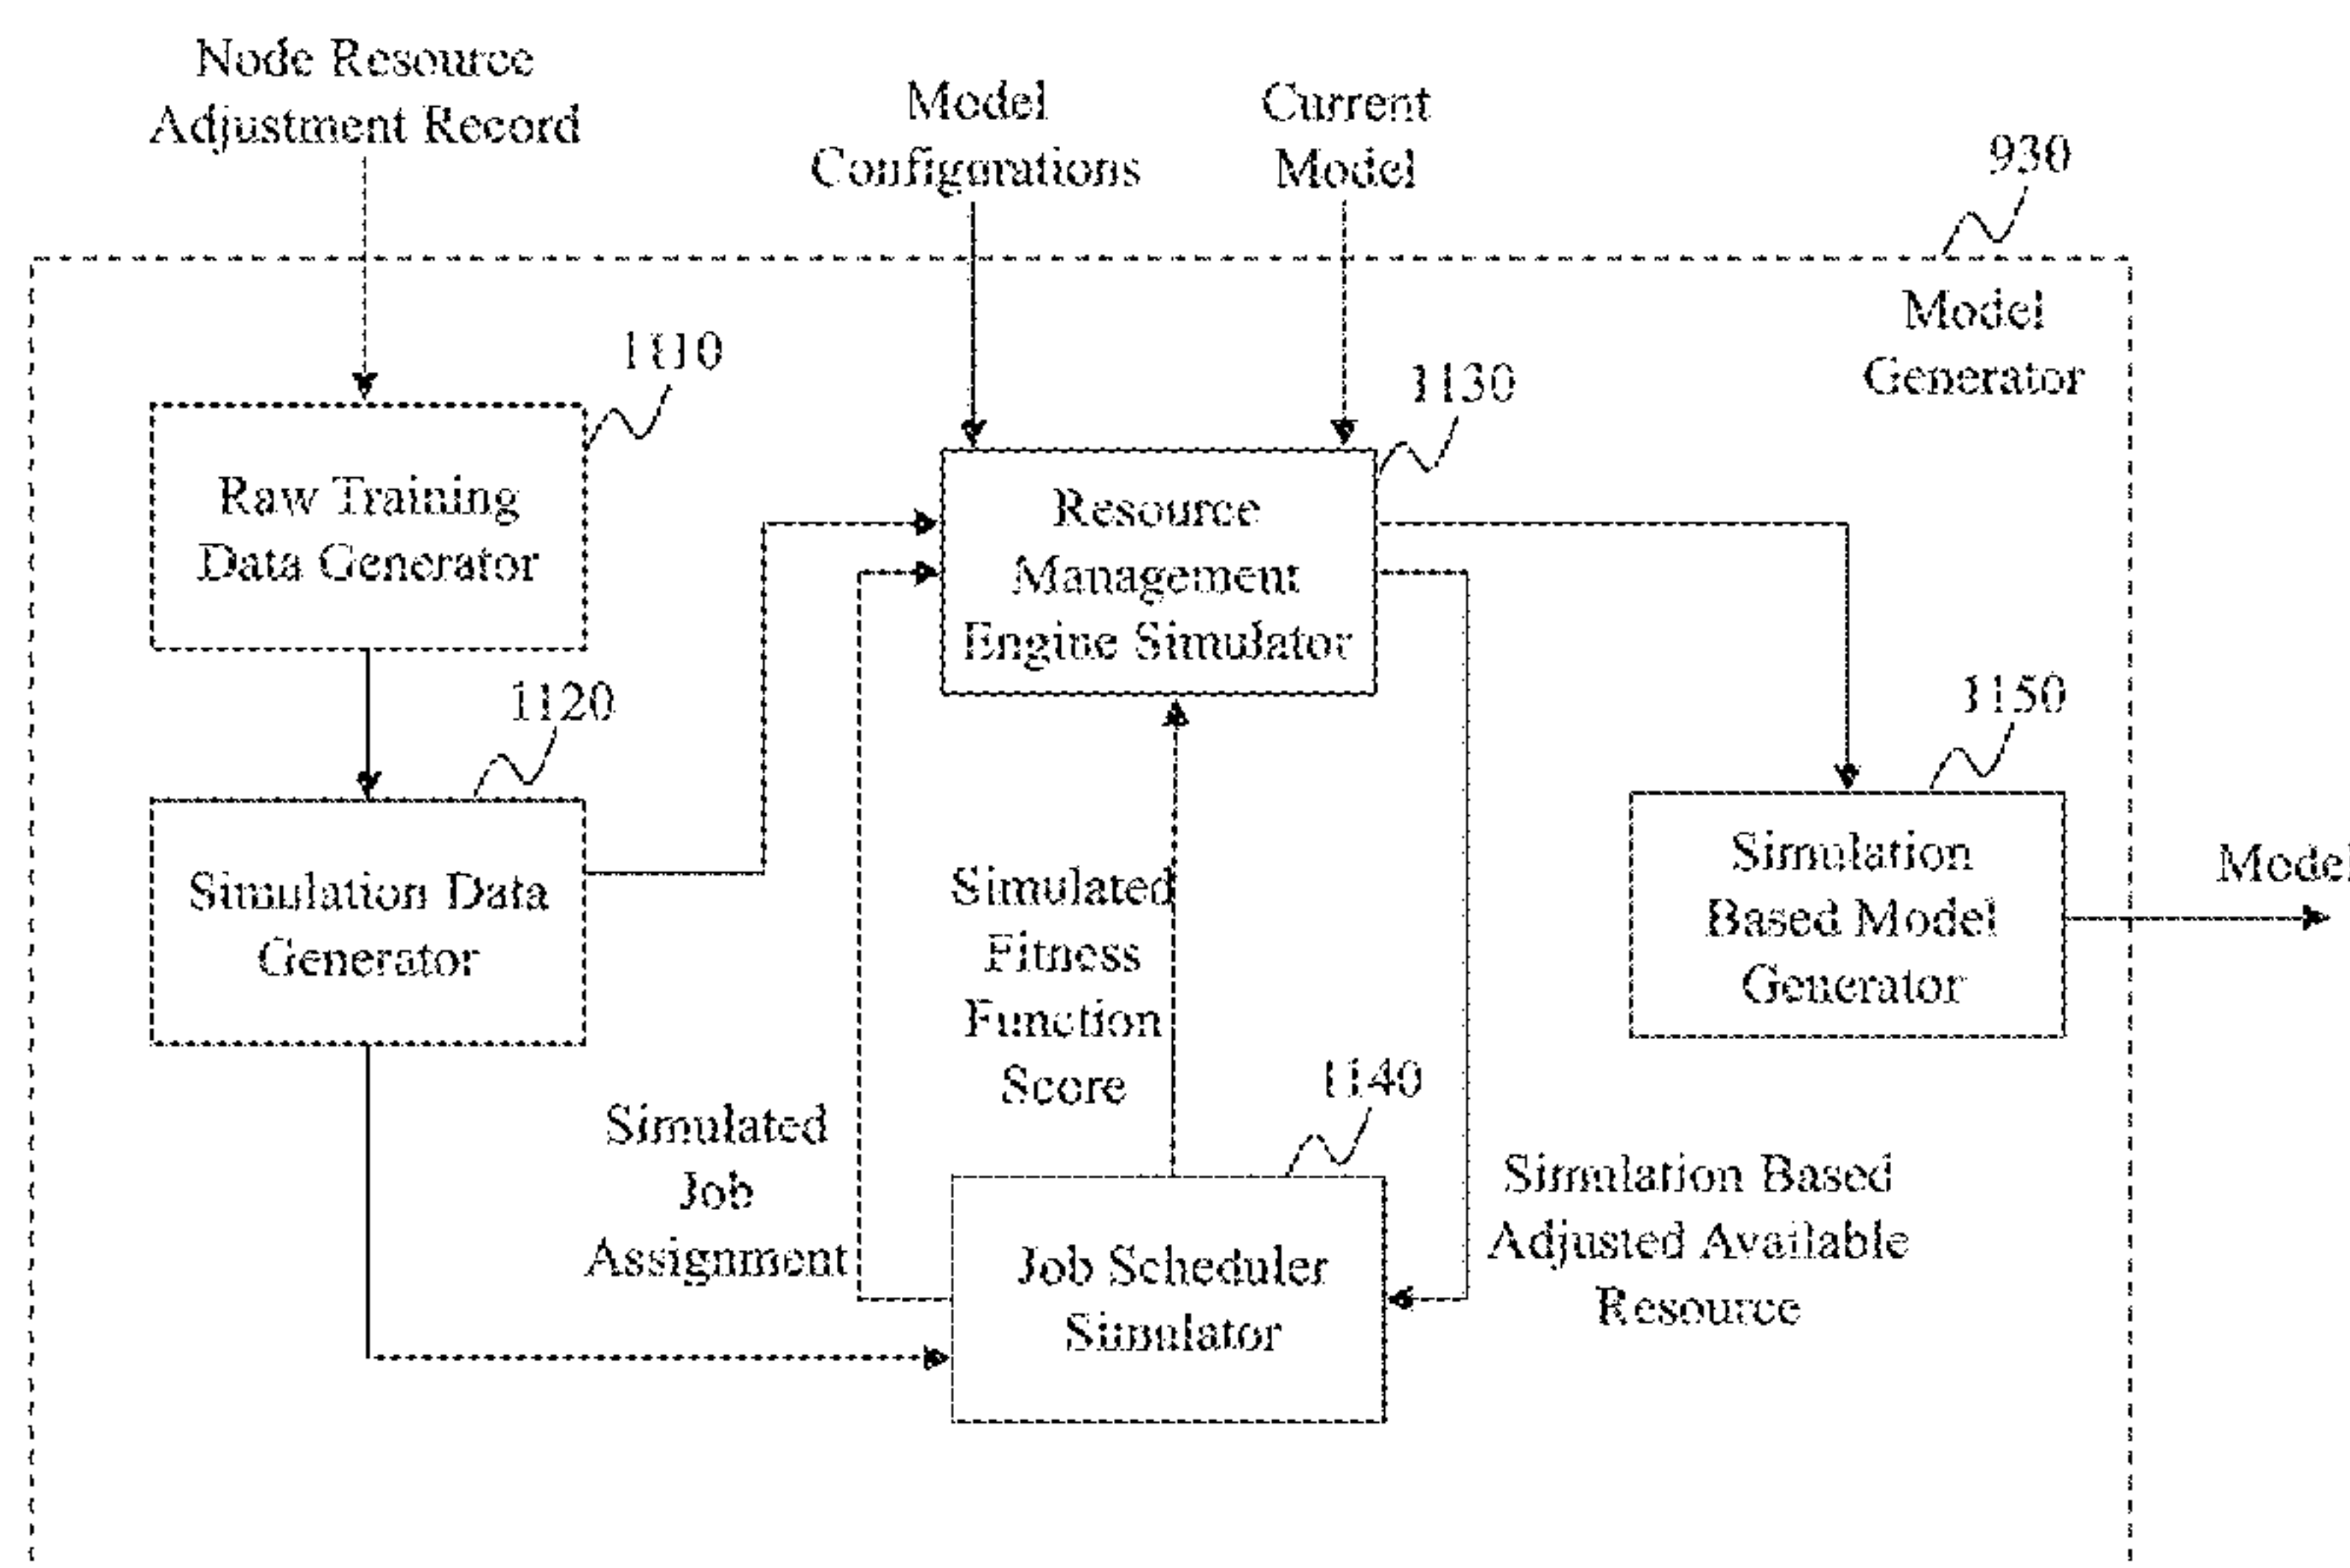 Node Resource
Adjustment Record
Model
Configurations
Current
Model
930
Model
Generator
1110
Raw Training
Data Generator
1130
Resource
Management
Engine Simulator
1120
Simulation Data
Generator
1150
Simulation
Based Model
Generator
Model
Simulated
Fitness
Function
Score
Simulated
Job
Assignment
1140
Job Scheduler
Simulator
Simulation Based
Adjusted Available
Resource